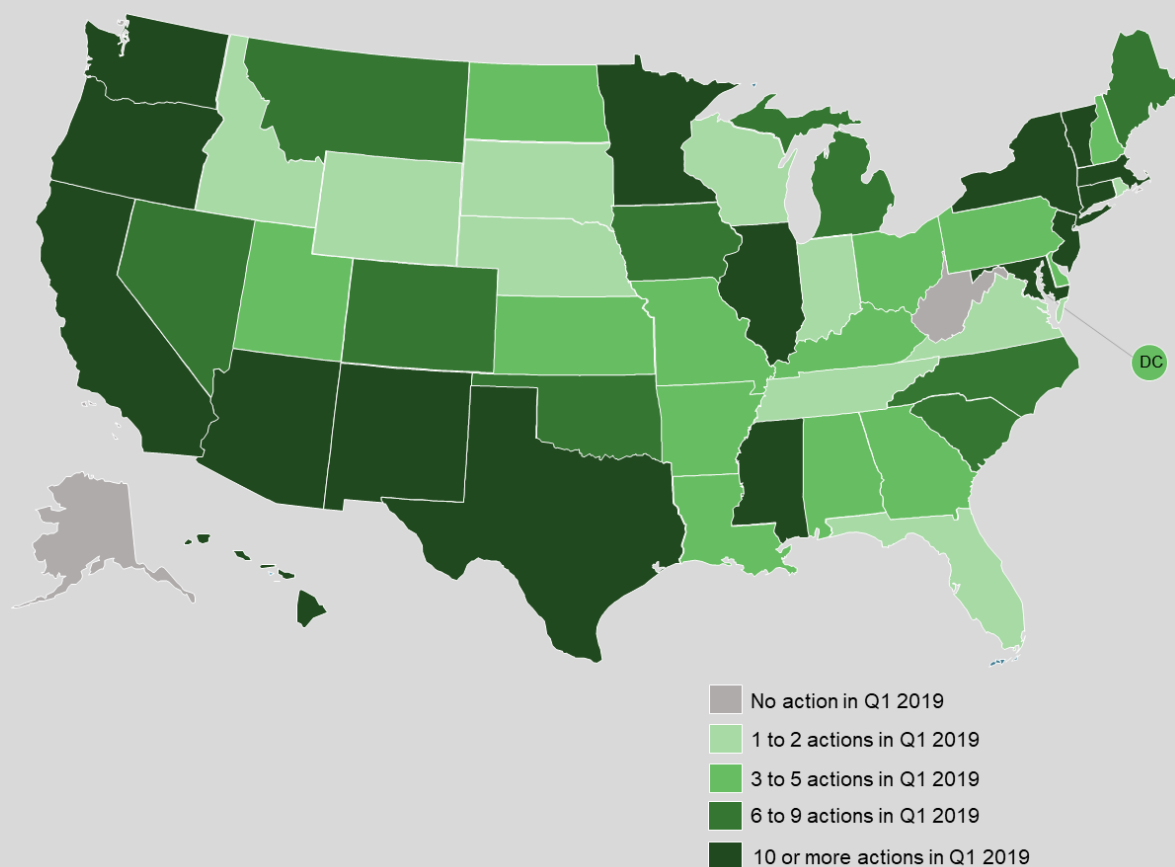 DC
No action in Q1 2019
1 to 2 actions in Q1 2019
3 to 5 actions in Q1 2019
6 to 9 actions in Q1 2019
10 or more actions in Q1 2019